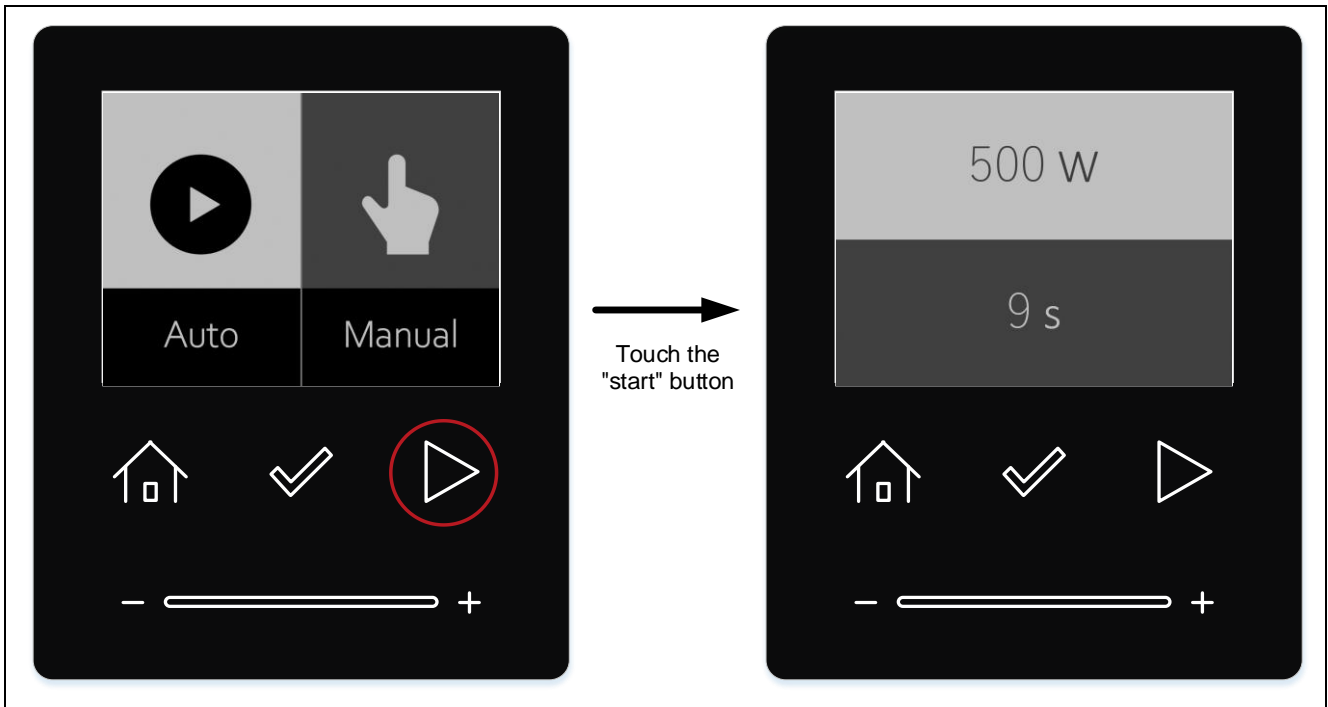 Auto
Manual
Touch the
"start" button
500 W
9 s
- +
- +